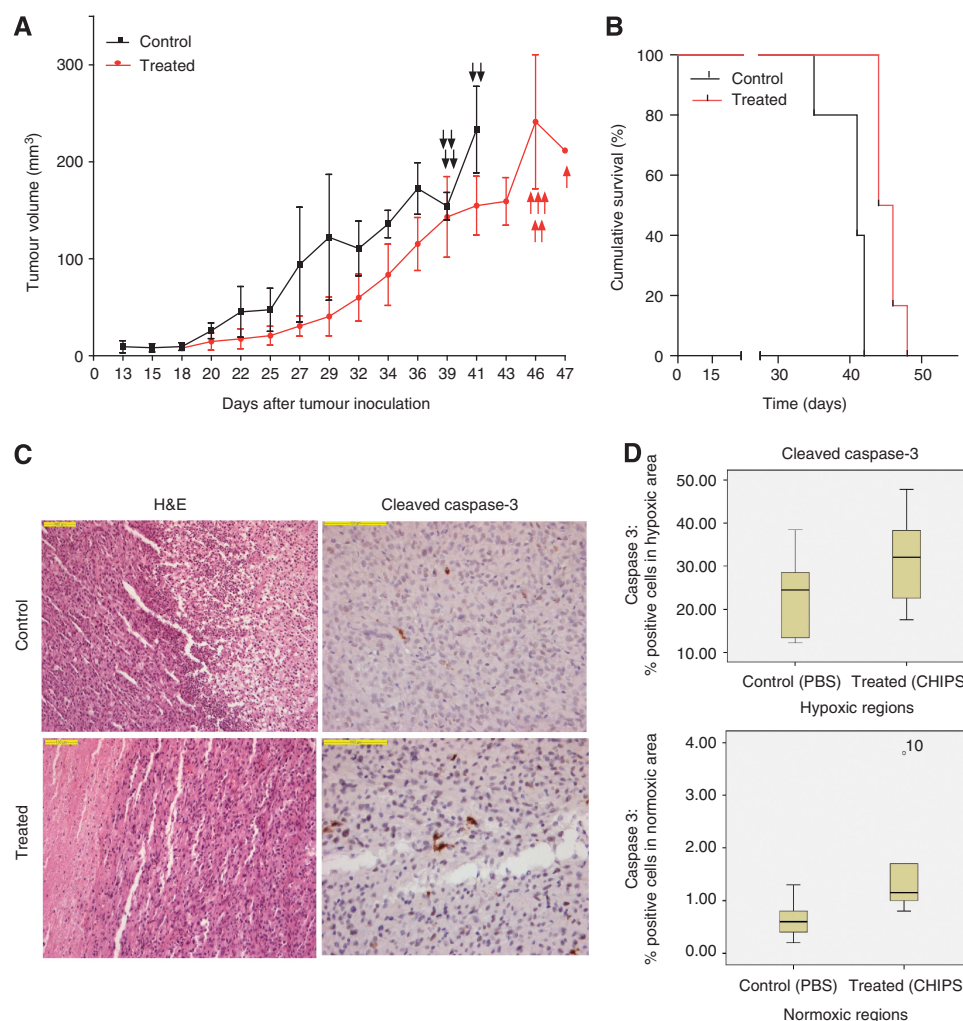 A
Control
Treated
Tumour volume (mm³)
300
200
100
0
0 13 15 18 20 22 25 27 29 32 34 36 39 41 43 46 47
Days after tumour inoculation
B
Control
Treated
Cumulative survival (%)
100
80
60
40
20
0
0 15 30 40 50
Time (days)
C
H&E
Cleaved caspase-3
Control
Treated
D
Cleaved caspase-3
Caspase 3:
% positive cells in hypoxic area
50.00
40.00
30.00
20.00
10.00
Control (PBS) Treated (CHIPS
Hypoxic regions
Caspase 3:
% positive cells in normoxic area
4.00
3.00
2.00
1.00
0.00
10
Control (PBS) Treated (CHIPS
Normoxic regions